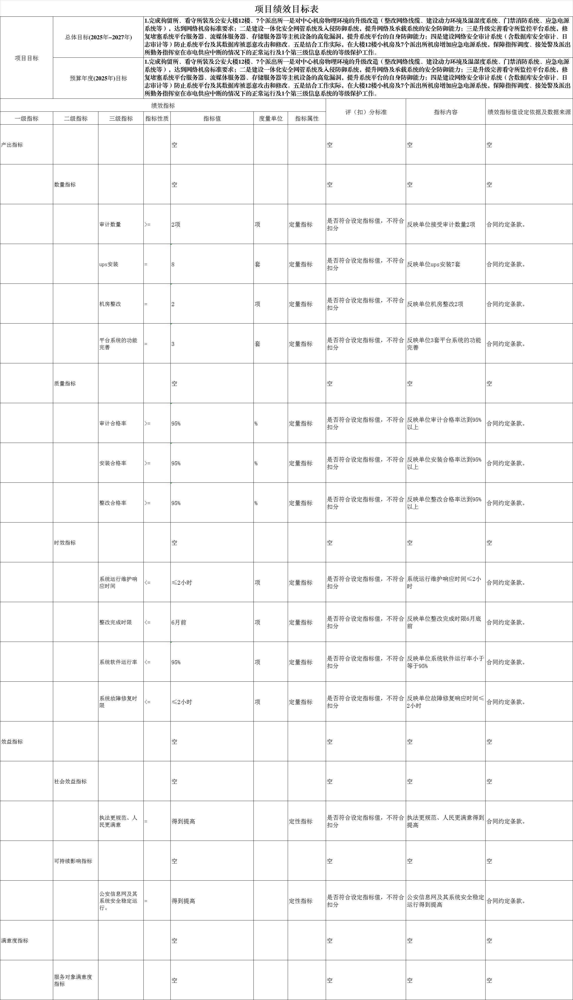 项目绩效目标表
项目目标
总体目标(2025年-2027年)
1.完成拘留所、看守所装及公安大楼12楼、7个派出所一是对中心机房物理环境的升级改造（整改网络线缆、建设动力环境及温湿度系统、门禁消防系统、应急电源
系统等），达到网络机房标准要求；二是建设一体化安全网管系统及入侵防御系统，提升网络及承载系统的安全防御能力；三是升级完善看守所监控平台系统，修
复堵塞系统平台服务器、流媒体服务器、存储服务器等主机设备的高危漏洞，提升系统平台的自身防御能力；四是建设网络安全审计系统（含数据库安全审计、日
志审计等）防止系统平台及其数据库被恶意攻击和修改。五是结合工作实际，在大楼12楼小机房及7个派出所机房增加应急电源系统，保障指挥调度、接处警及派出
所勤务指挥室在市电供应中断的情况下的正常运行及1个第三级信息系统的等级保护工作。
预算年度(2025年)目标
1.完成拘留所、看守所装及公安大楼12楼、7个派出所一是对中心机房物理环境的升级改造（整改网络线缆、建设动力环境及温湿度系统、门禁消防系统、应急电源
系统等），达到网络机房标准要求；二是建设一体化安全网管系统及入侵防御系统，提升网络及承载系统的安全防御能力；三是升级完善看守所监控平台系统，修
复堵塞系统平台服务器、流媒体服务器、存储服务器等主机设备的高危漏洞，提升系统平台的自身防御能力；四是建设网络安全审计系统（含数据库安全审计、日
志审计等）防止系统平台及其数据库被恶意攻击和修改。五是结合工作实际，在大楼12楼小机房及7个派出所机房增加应急电源系统，保障指挥调度、接处警及派出
所勤务指挥室在市电供应中断的情况下的正常运行及1个第三级信息系统的等级保护工作。
绩效指标 评（扣）分标准 指标内容 绩效指标值设定依据及数据来源
一级指标 二级指标 三级指标 指标性质 指标值 度量单位 指标属性
产出指标 空 空 空 空
数量指标 空 空 空 空
审计数量 >= 2项 项 定量指标 是否符合设定指标值，不符合
扣分 反映单位接受审计数量2项 合同约定条款。
ups安装 = 8 套 定量指标 是否符合设定指标值，不符合
扣分 反映单位ups安装7套 合同约定条款。
机房整改 = 2 项 定量指标 是否符合设定指标值，不符合
扣分 反映单位机房整改2项 合同约定条款。
平台系统的功能
完善 = 3 套 定量指标 是否符合设定指标值，不符合
扣分 反映单位3套平台系统的功能
完善 合同约定条款。
质量指标 空 空 空 空
审计合格率 >= 95% % 定量指标 是否符合设定指标值，不符合
扣分 反映单位审计合格率达到95%
以上 合同约定条款。
安装合格率 >= 95% % 定量指标 是否符合设定指标值，不符合
扣分 反映单位安装合格率达到95%
以上 合同约定条款。
整改合格率 >= 95% % 定量指标 是否符合设定指标值，不符合
扣分 反映单位整改合格率达到95%
以上 合同约定条款。
时效指标 空 空 空 空
系统运行维护响
应时间 <= ≤2小时 项 定量指标 是否符合设定指标值，不符合
扣分 系统运行维护响应时间≤2小
时 合同约定条款。
整改完成时限 <= 6月前 项 定量指标 是否符合设定指标值，不符合
扣分 反映单位整改完成时限6月底
前 合同约定条款。
系统软件运行率 <= 95% 项 定量指标 是否符合设定指标值，不符合
扣分 反映单位系统软件运行率小于
等于95% 合同约定条款。
系统故障修复时
限 <= ≤2小时 项 定量指标 是否符合设定指标值，不符合
扣分 反映单位故障修复响应时间≤
2小时 合同约定条款。
效益指标 空 空 空 空
社会效益指标 空 空 空 空
执法更规范、人
民更满意 = 得到提高 定性指标 是否符合设定指标值，不符合
扣分 执法更规范、人民更满意得到
提高 合同约定条款。
可持续影响指标 空 空 空 空
公安信息网及其
系统安全稳定运
行。 = 得到提高 定性指标 是否符合设定指标值，不符合
扣分 公安信息网及其系统安全稳定
运行得到提高 合同约定条款。
满意度指标 空 空 空 空
服务对象满意度
指标 空 空 空 空